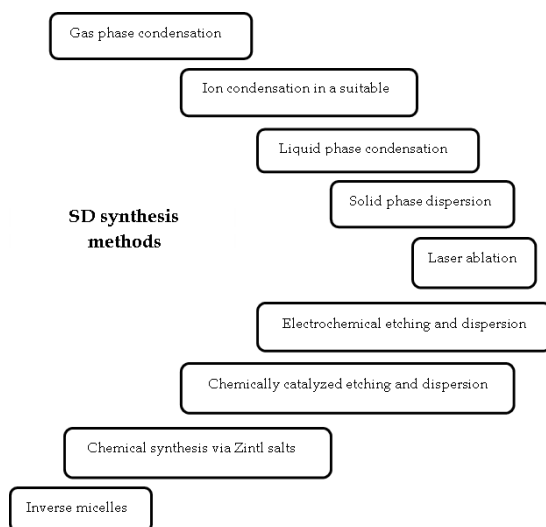 Gas phase condensation
Ion condensation in a suitable
Liquid phase condensation
Solid phase dispersion
SD synthesis
methods
Laser ablation
Electrochemical etching and dispersion
Chemically catalyzed etching and dispersion
Chemical synthesis via Zintl salts
Inverse micelles